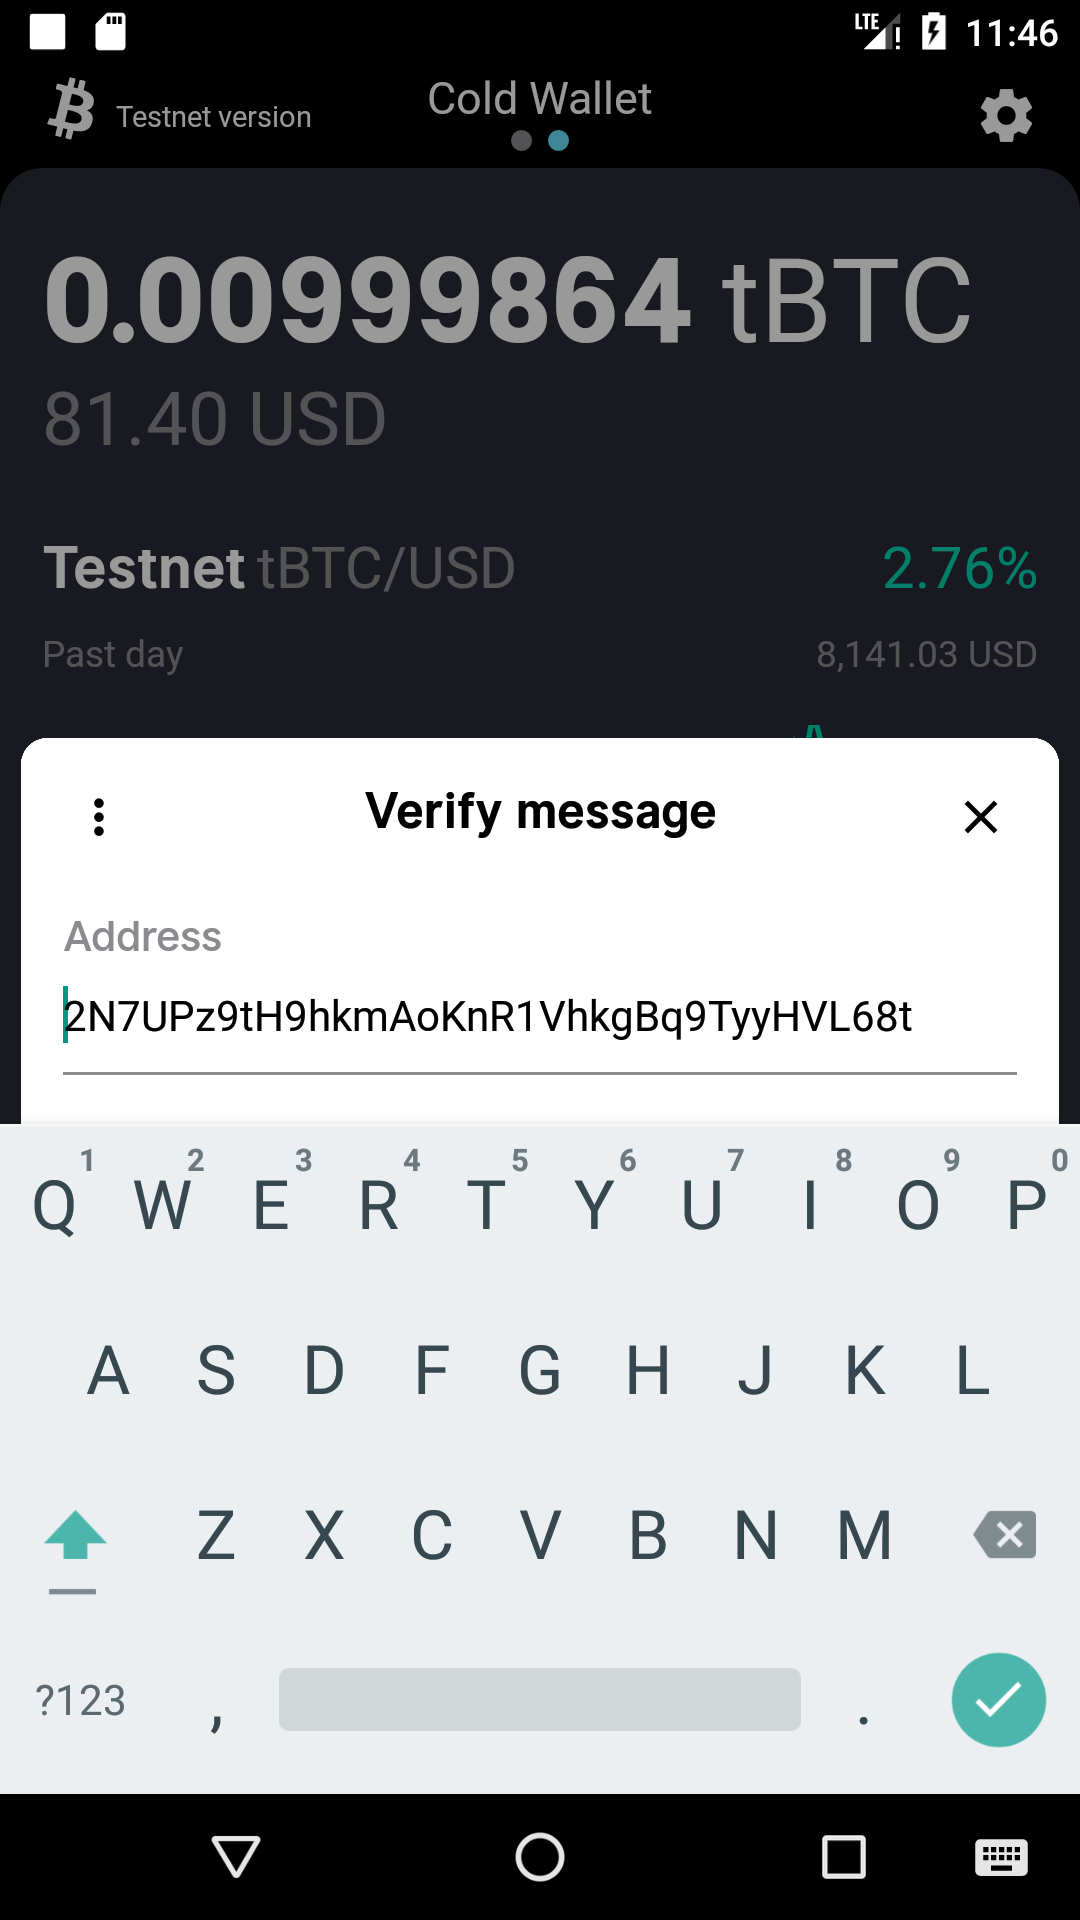 LTE 11:46
Testnet version
Cold Wallet
0.00999864 tBTC
81.40 USD
Testnet tBTC/USD 2.76%
Past day 8,141.03 USD
Verify message
Address
2N7UPz9tH9hkmAoKnR1VhkgBq9TyyHVL68t
1 2 3 4 5 6 7 8 9 0
Q W E R T Y U I O P
A S D F G H J K L
Z X C V B N M
?123 , .